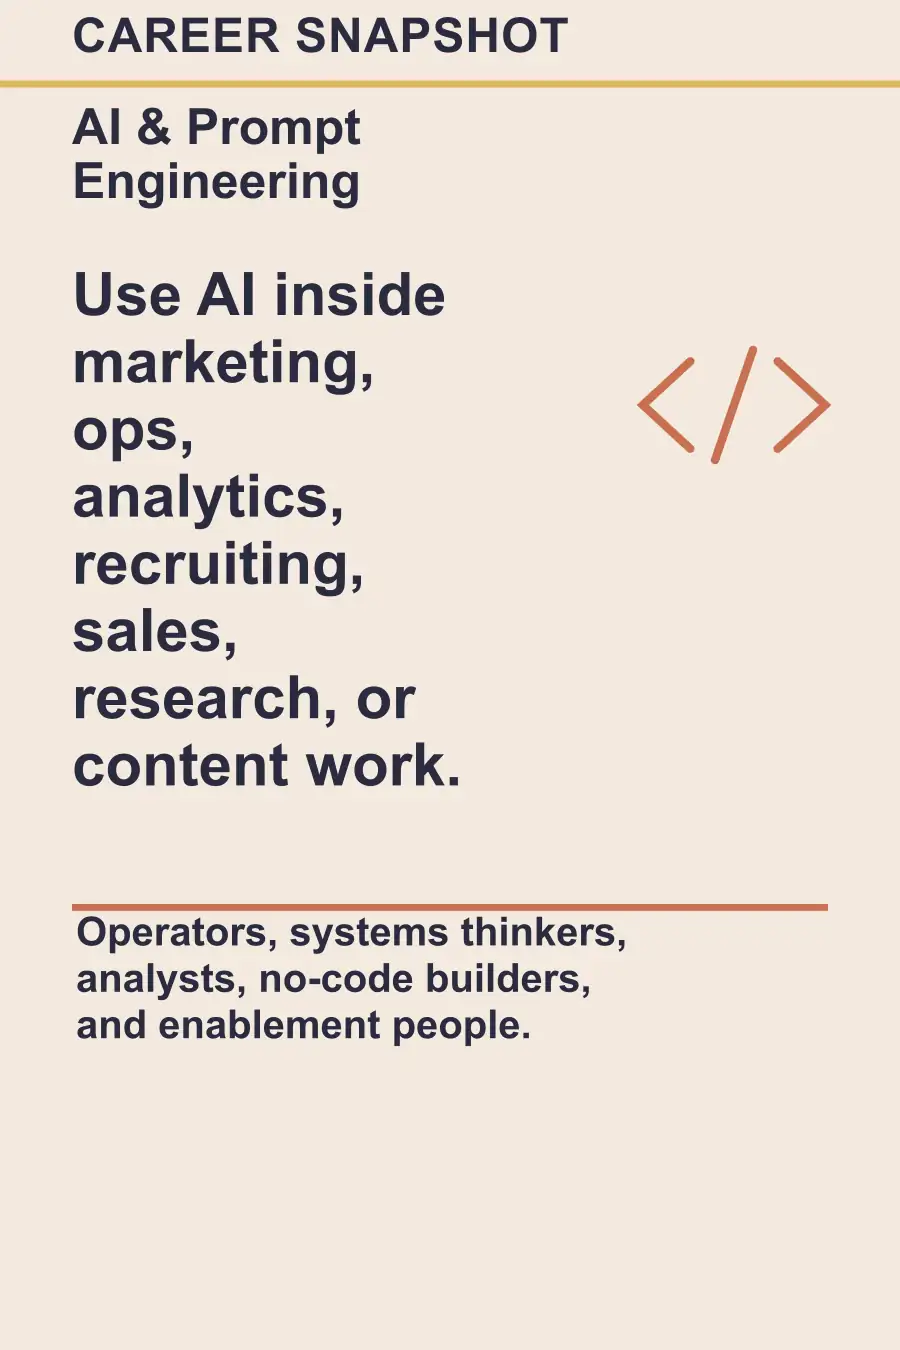 CAREER SNAPSHOT
AI & Prompt
Engineering
Use AI inside
marketing,
ops,
analytics,
recruiting,
sales,
research, or
content work.
</>
Operators, systems thinkers,
analysts, no-code builders,
and enablement people.